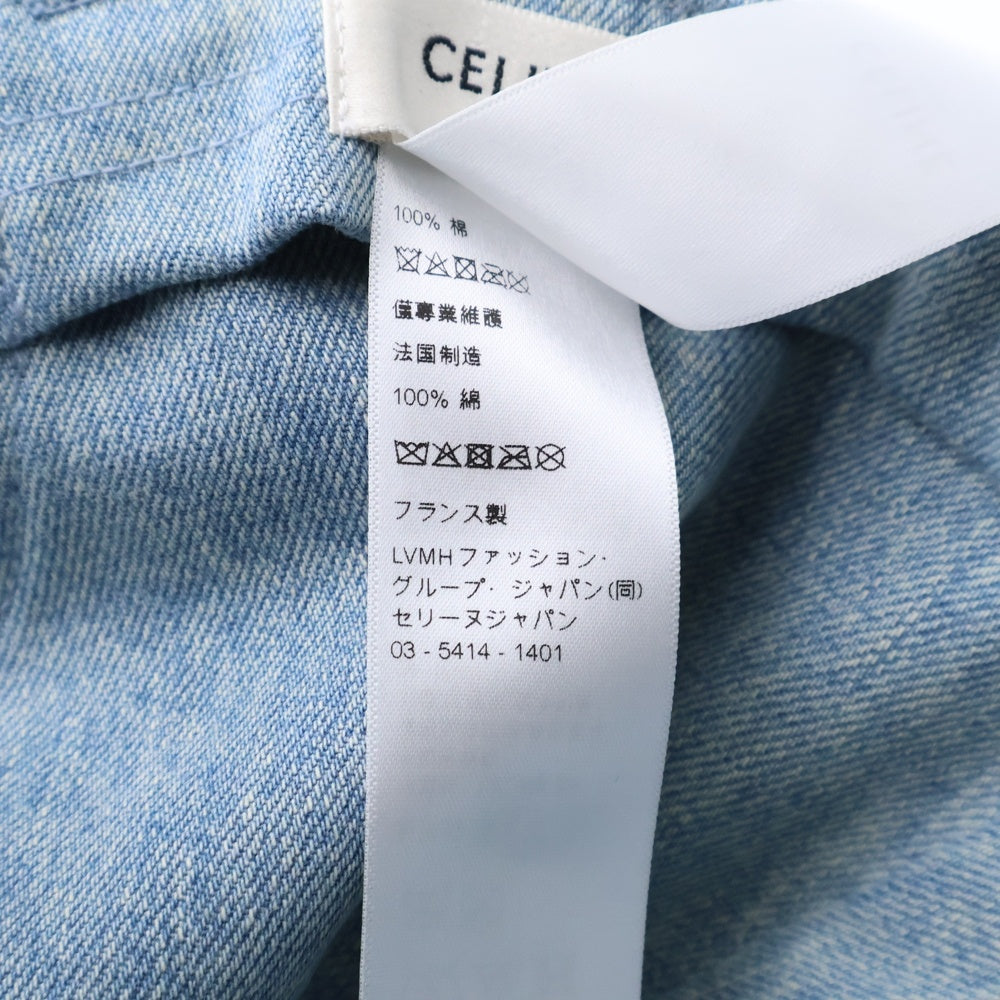 CELI
100% 棉
僅專業維護
法国制造
100% 綿
フランス製
LVMHファッション・
グループ・ジャパン(同)
セリーヌジャパン
03 - 5414 - 1401